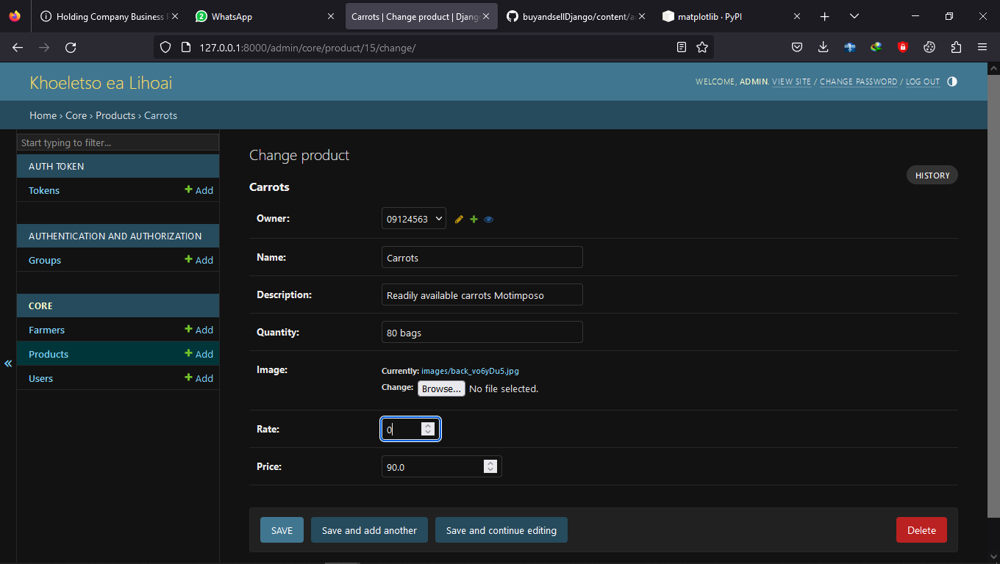 Holding Company Business
WhatsApp
Carrots | Change product | Django
buyandsellDjango/content/a
matplotlib · PyPI
127.0.0.1:8000/admin/core/product/15/change/
Khoeletso ea Lihoai
WELCOME, ADMIN. VIEW SITE / CHANGE PASSWORD / LOG OUT
Home › Core › Products › Carrots
Start typing to filter...
AUTH TOKEN
Tokens
Add
AUTHENTICATION AND AUTHORIZATION
Groups
Add
CORE
Farmers
Add
Products
Add
Users
Add
«
Change product
HISTORY
Carrots
Owner: 09124563
Name: Carrots
Description: Readily available carrots Motimposo
Quantity: 80 bags
Image: Currently: images/back_vo6yDu5.jpg
Change: Browse... No file selected.
Rate: 0
Price: 90.0
SAVE
Save and add another
Save and continue editing
Delete